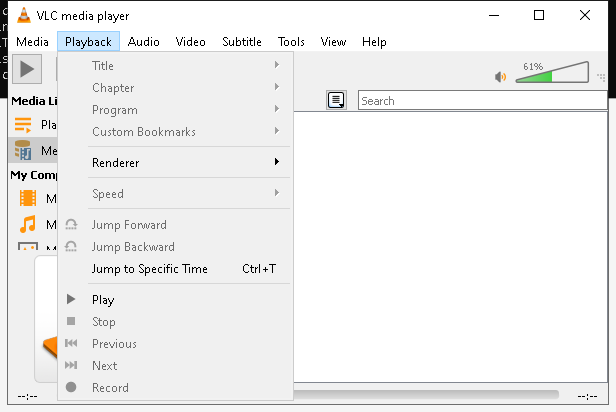 VLC media player
Media Playback Audio Video Subtitle Tools View Help
61%
Search
Media Li
Pla
Me
My Comp
M
M
M
Title
Chapter
Program
Custom Bookmarks
Renderer
Speed
Jump Forward
Jump Backward
Jump to Specific Time Ctrl+T
Play
Stop
Previous
Next
Record
--:--
--:--